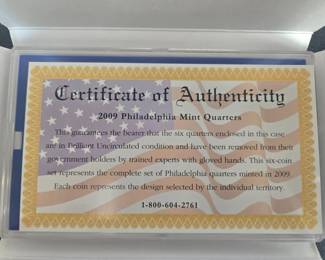 Certificate of Authenticity
2009 Philadelphia Mint Quarters
This guarantees the bearer that the six quarters enclosed in this case
are in Brilliant Uncirculated condition and have been removed from their
government holders by trained experts with gloved hands. This six-coin
set represents the complete set of Philadelphia quarters minted in 2009.
Each coin represents the design selected by the individual territory.
1-800-604-2761